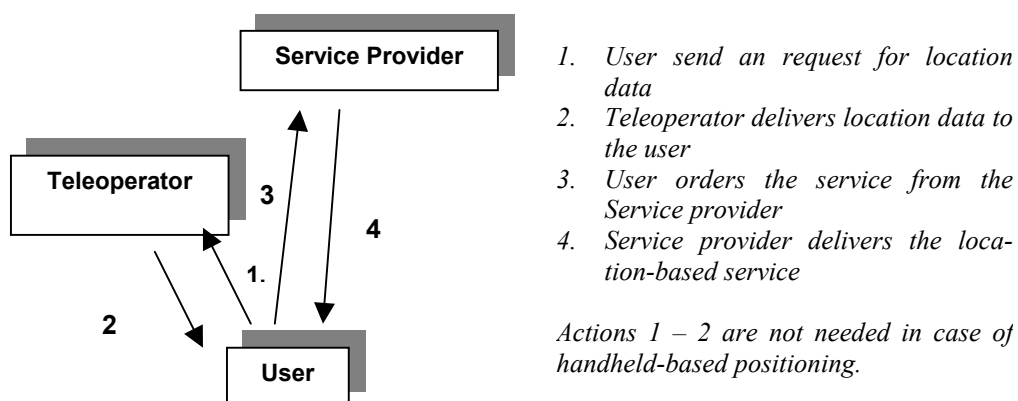 Service Provider
Teleoperator
3
4
1.
2
User
1. User send an request for location
data
2. Teleoperator delivers location data to
the user
3. User orders the service from the
Service provider
4. Service provider delivers the loca-
tion-based service
Actions 1 – 2 are not needed in case of
handheld-based positioning.